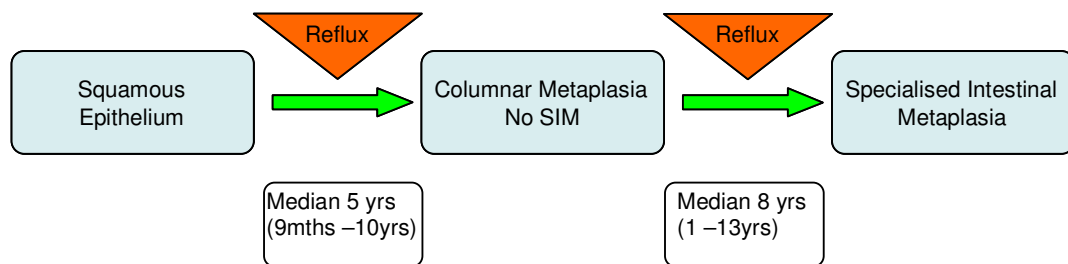 Reflux
Reflux
Squamous
Epithelium
Columnar Metaplasia
No SIM
Specialised Intestinal
Metaplasia
Median 5 yrs
(9mths –10yrs)
Median 8 yrs
(1 –13yrs)